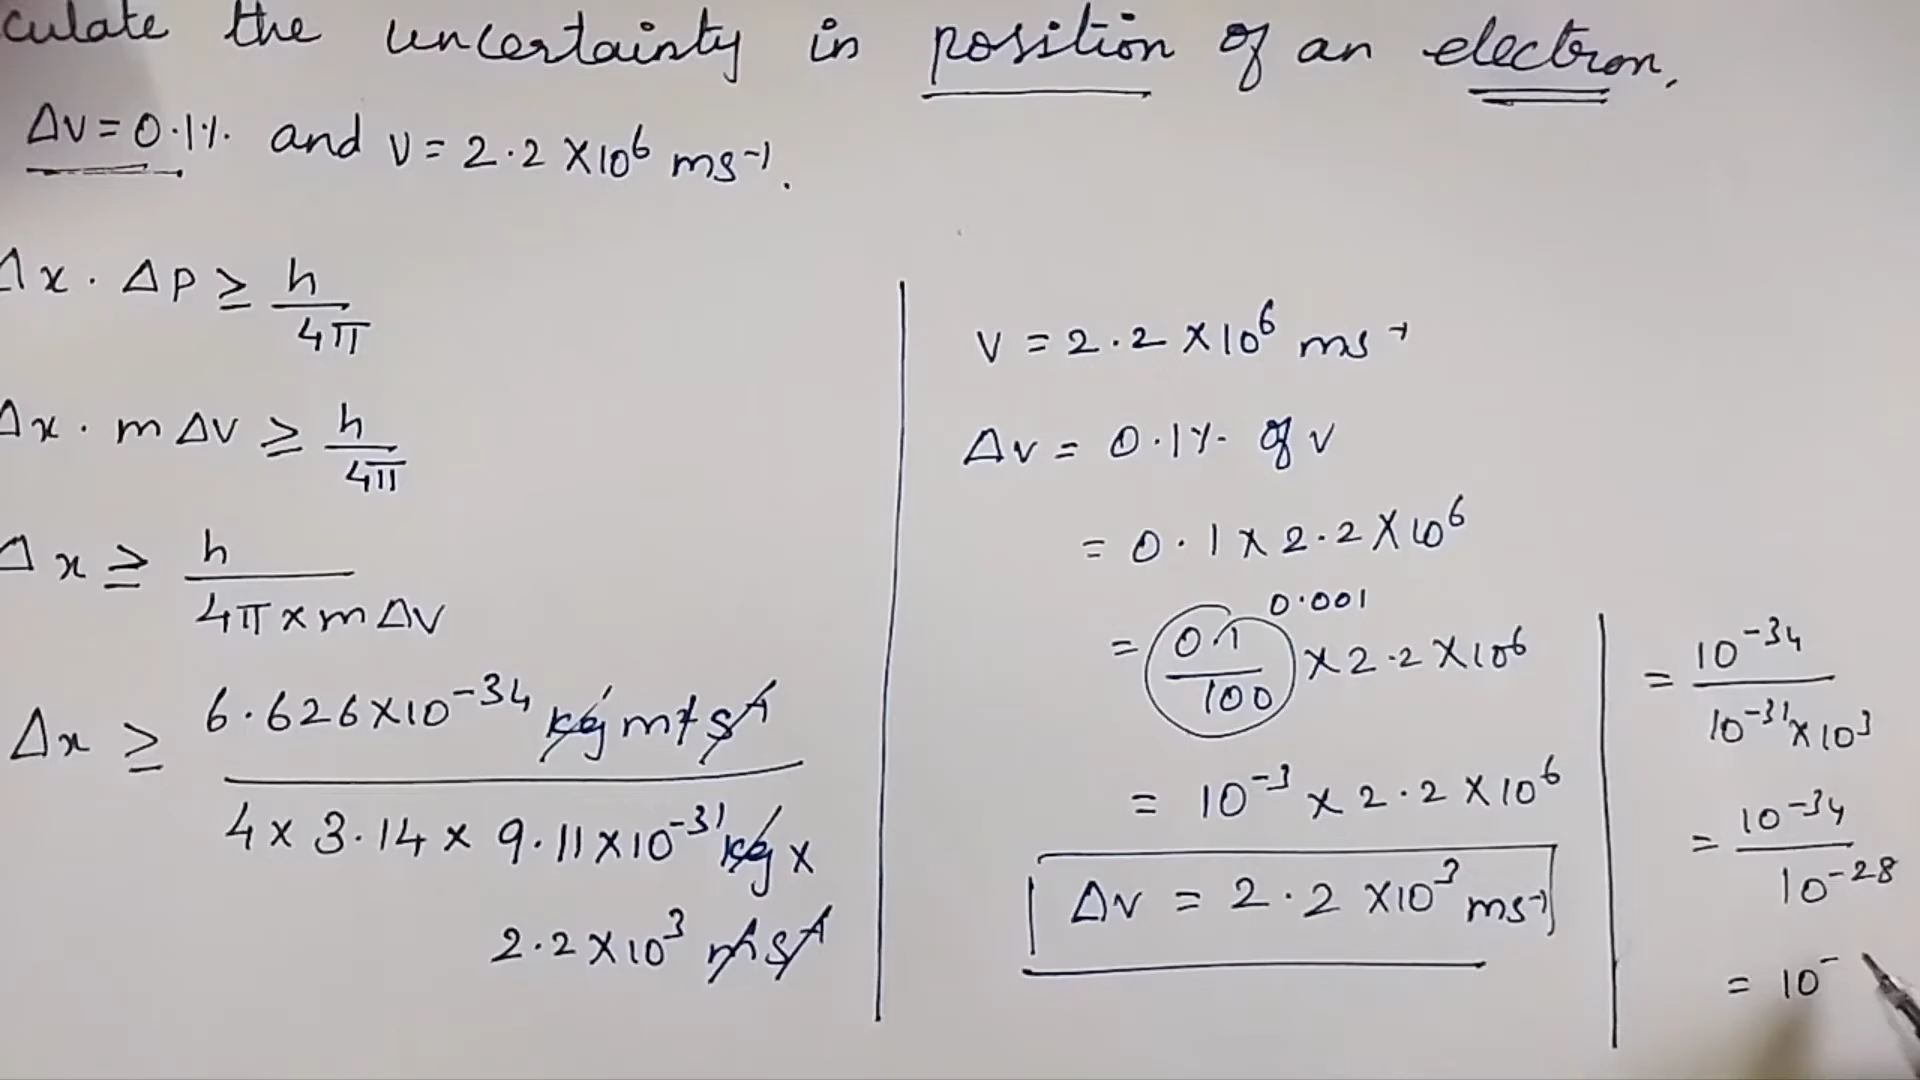 culate the uncertainty in position of an electron.
Δv = 0.1% and v = 2.2 × 10⁶ ms⁻¹.
Δx . Δp ≥ h/4π
Δx . m Δv ≥ h/4π
Δx ≥ h/4π × m Δv
Δx ≥ 6.626 × 10⁻³⁴ kg m² s⁻¹
4 × 3.14 × 9.11 × 10⁻³¹ kg ×
2.2 × 10³ m s⁻¹
v = 2.2 × 10⁶ ms⁻¹
Δv = 0.1% of v
= 0.1 × 2.2 × 10⁶
0.001
= 0.1/100 × 2.2 × 10⁶
= 10⁻³ × 2.2 × 10⁶
Δv = 2.2 × 10³ ms⁻¹
= 10⁻³⁴/10⁻³¹ × 10³
= 10⁻³⁴/10⁻²⁸
= 10⁻